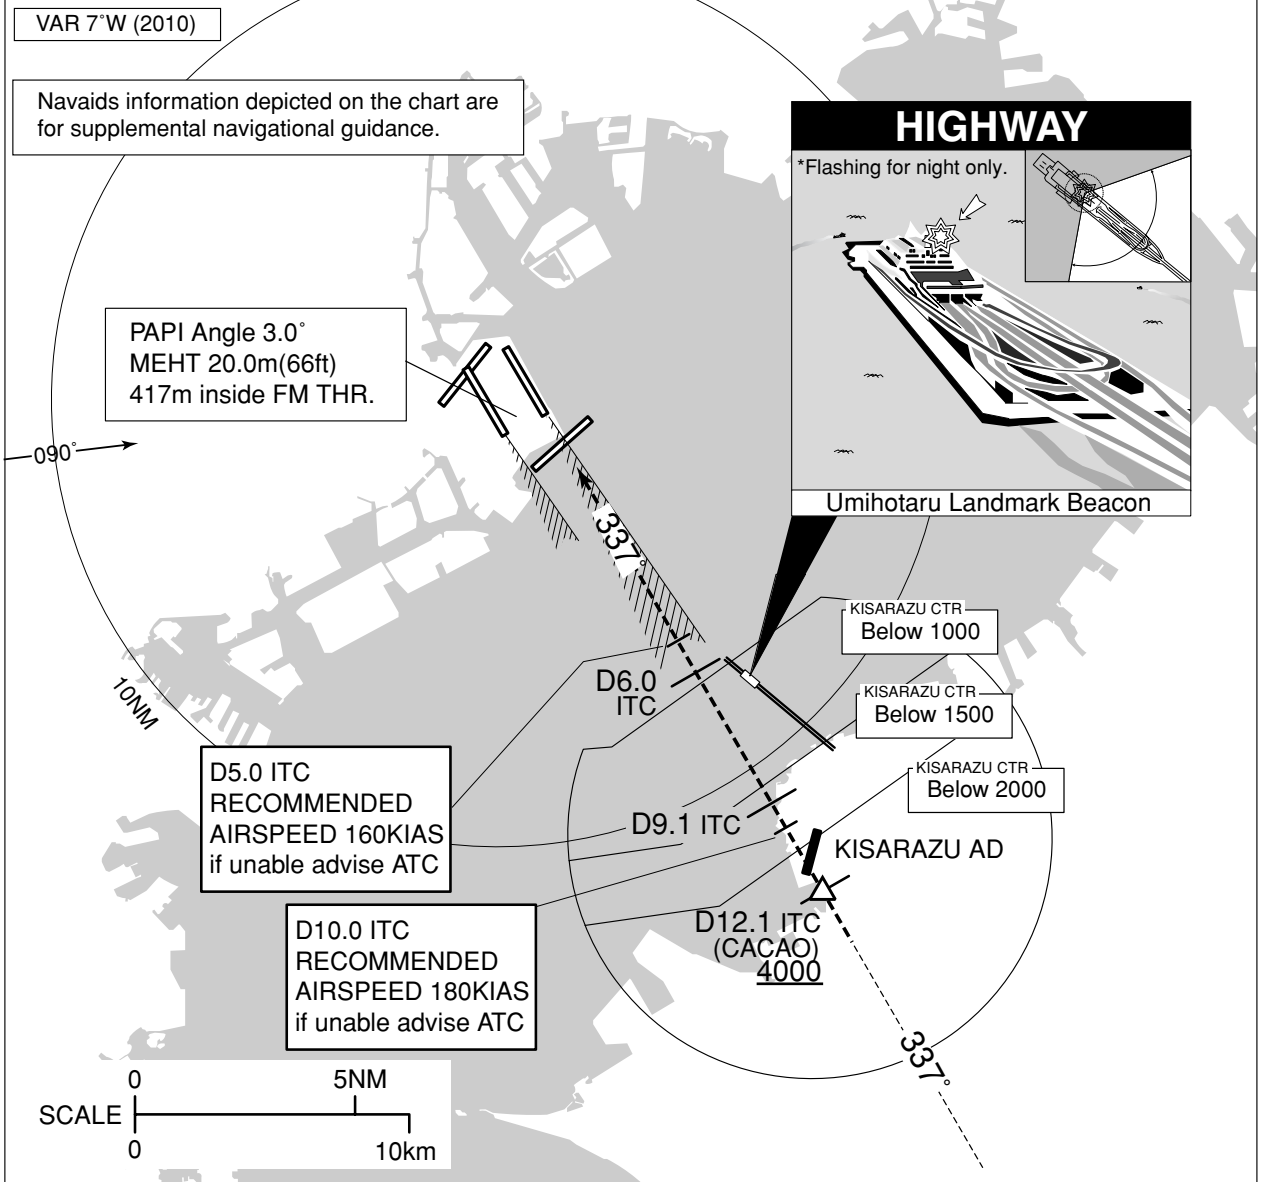 VAR 7°W (2010)
Navaids information depicted on the chart are
for supplemental navigational guidance.
HIGHWAY
*Flashing for night only.
Umihotaru Landmark Beacon
PAPI Angle 3.0°
MEHT 20.0m(66ft)
417m inside FM THR.
090°
337°
10NM
D6.0
ITC
KISARAZU CTR
Below 1000
KISARAZU CTR
Below 1500
KISARAZU CTR
Below 2000
D5.0 ITC
RECOMMENDED
AIRSPEED 160KIAS
if unable advise ATC
D9.1 ITC
KISARAZU AD
D10.0 ITC
RECOMMENDED
AIRSPEED 180KIAS
if unable advise ATC
D12.1 ITC
(CACAO)
4000
337°
0 5NM
SCALE
0 10km